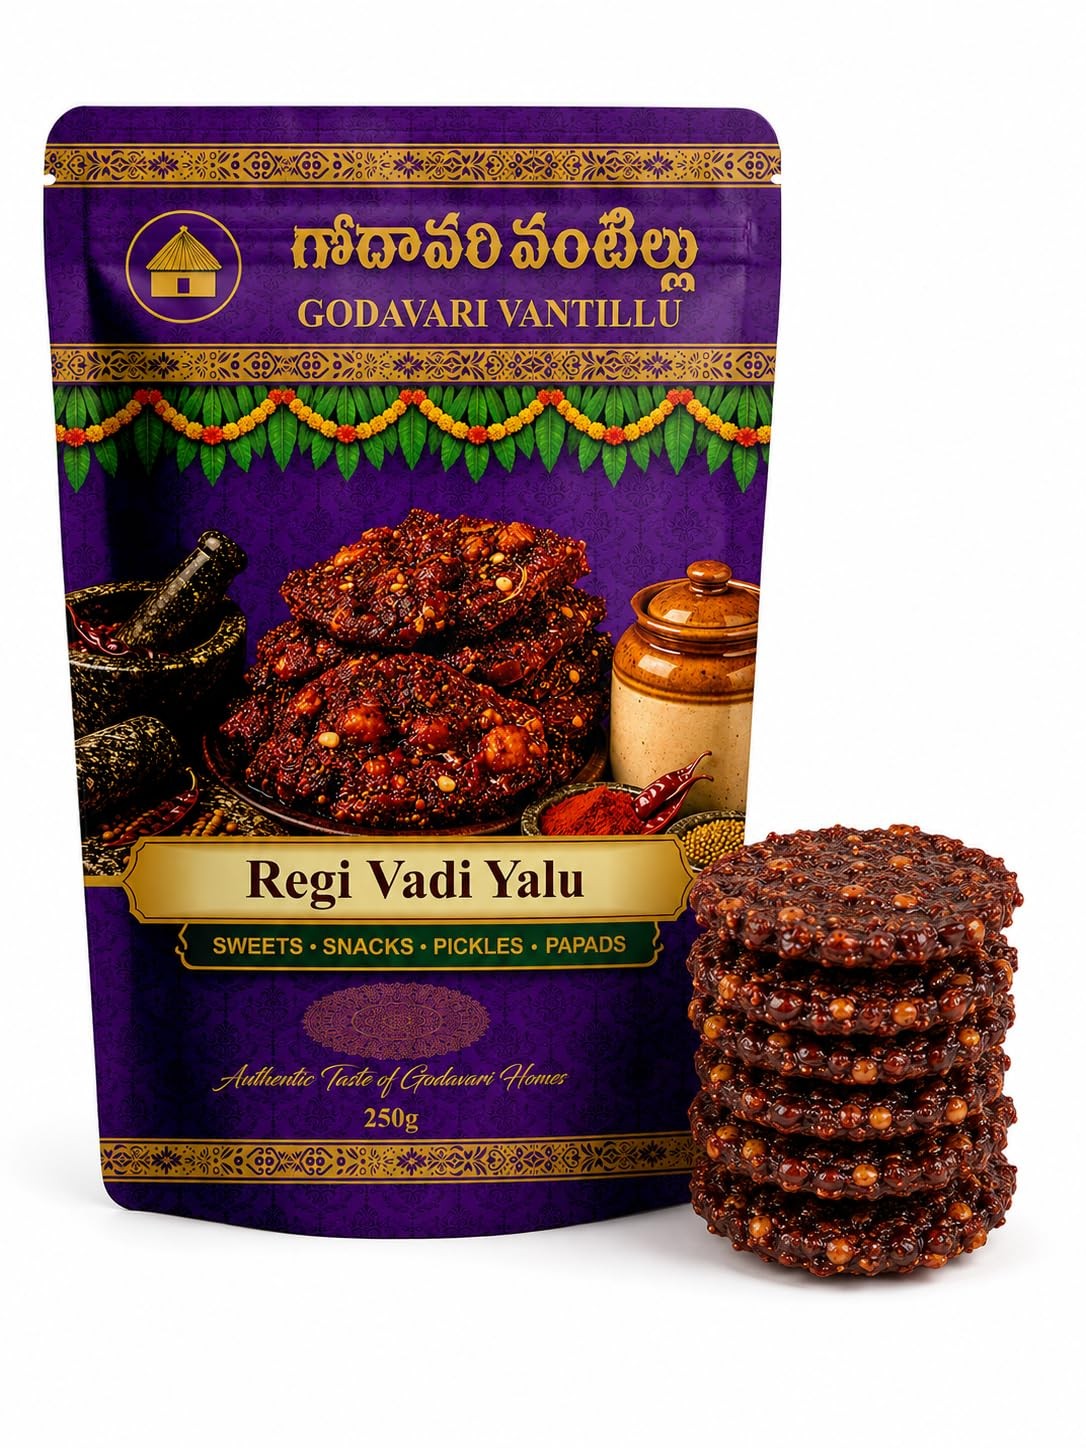 గోదావరి వంటిల్లు
GODAVARI VANTILLU
Regi Vadi Yalu
SWEETS • SNACKS • PICKLES • PAPADS
Authentic Taste of Godavari Homes
250g